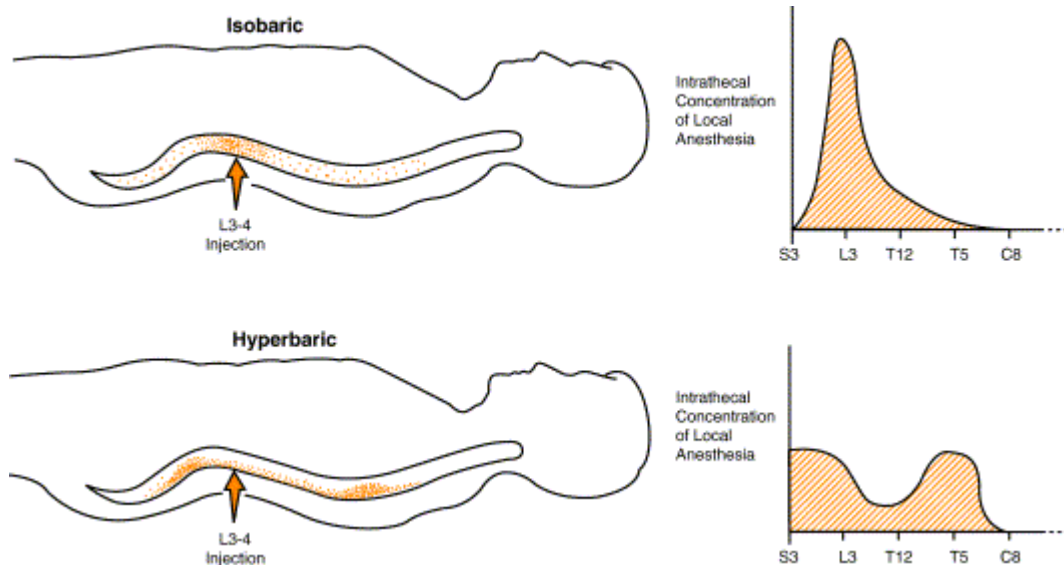 Isobaric
Intrathecal
Concentration
of Local
Anesthesia
L3-4
Injection
S3 L3 T12 T5 C8
Hyperbaric
Intrathecal
Concentration
of Local
Anesthesia
L3-4
Injection
S3 L3 T12 T5 C8